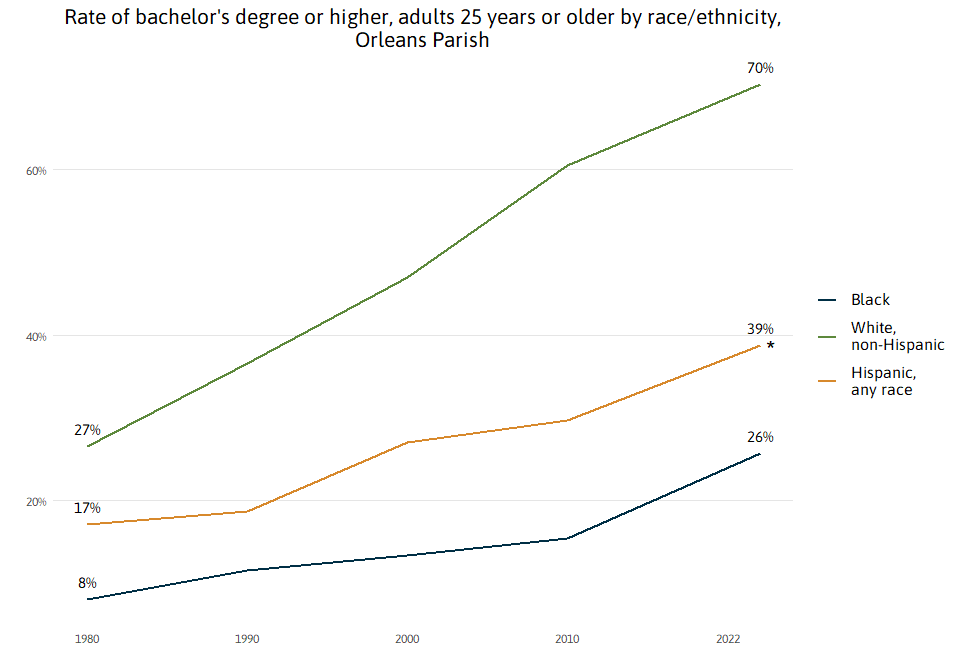 Rate of bachelor's degree or higher, adults 25 years or older by race/ethnicity,
Orleans Parish
70%
60%
40%
39%
*
27%
26%
20%
17%
8%
1980 1990 2000 2010 2022
Black
White,
non-Hispanic
Hispanic,
any race